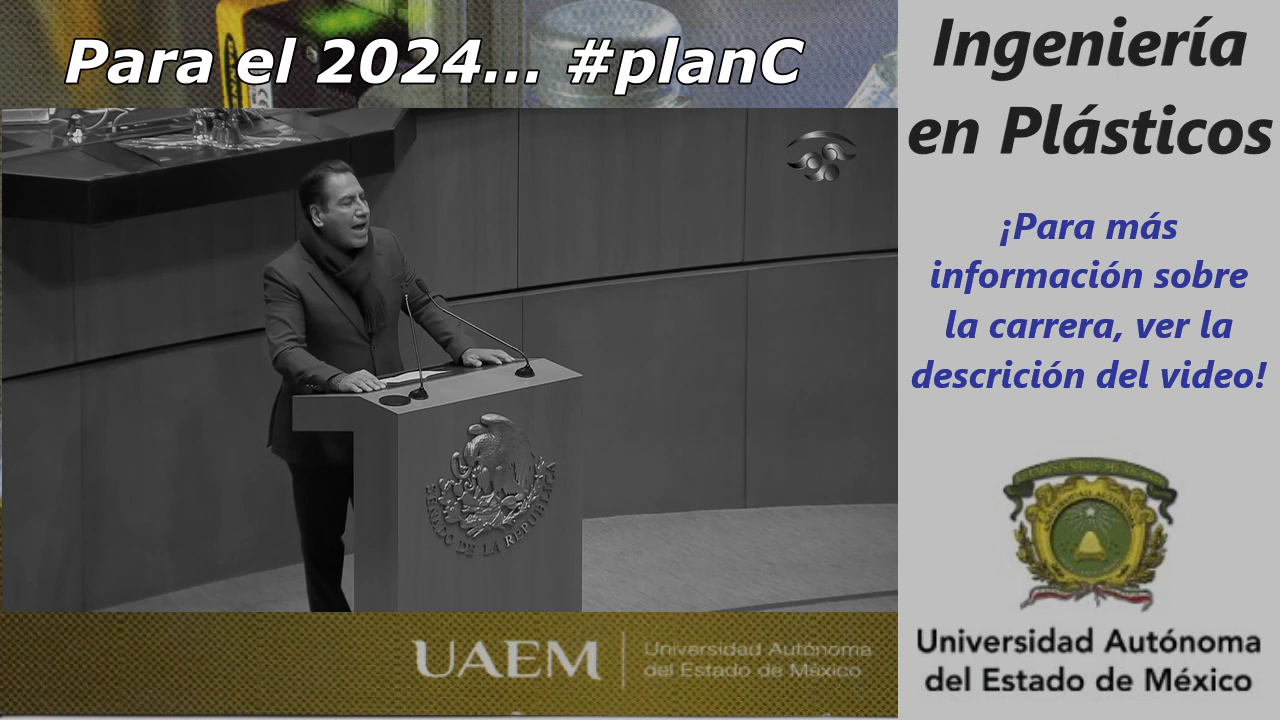 Para el 2024... #planC
Ingeniería
en Plásticos
¡Para más
información sobre
la carrera, ver la
descrición del video!
SENADO DE LA REPÚBLICA
UAEM
Universidad Autónoma
del Estado de México
Universidad Autónoma
del Estado de México